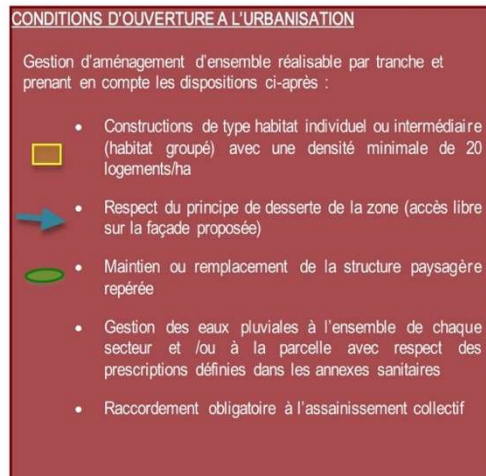 CONDITIONS D'OUVERTURE A L'URBANISATION
Gestion d'aménagement d'ensemble réalisable par tranche et
prenant en compte les dispositions ci-après :
• Constructions de type habitat individuel ou intermédiaire
(habitat groupé) avec une densité minimale de 20
logements/ha
• Respect du principe de desserte de la zone (accès libre
sur la façade proposée)
• Maintien ou remplacement de la structure paysagère
repérée
• Gestion des eaux pluviales à l'ensemble de chaque
secteur et /ou à la parcelle avec respect des
prescriptions définies dans les annexes sanitaires
• Raccordement obligatoire à l'assainissement collectif